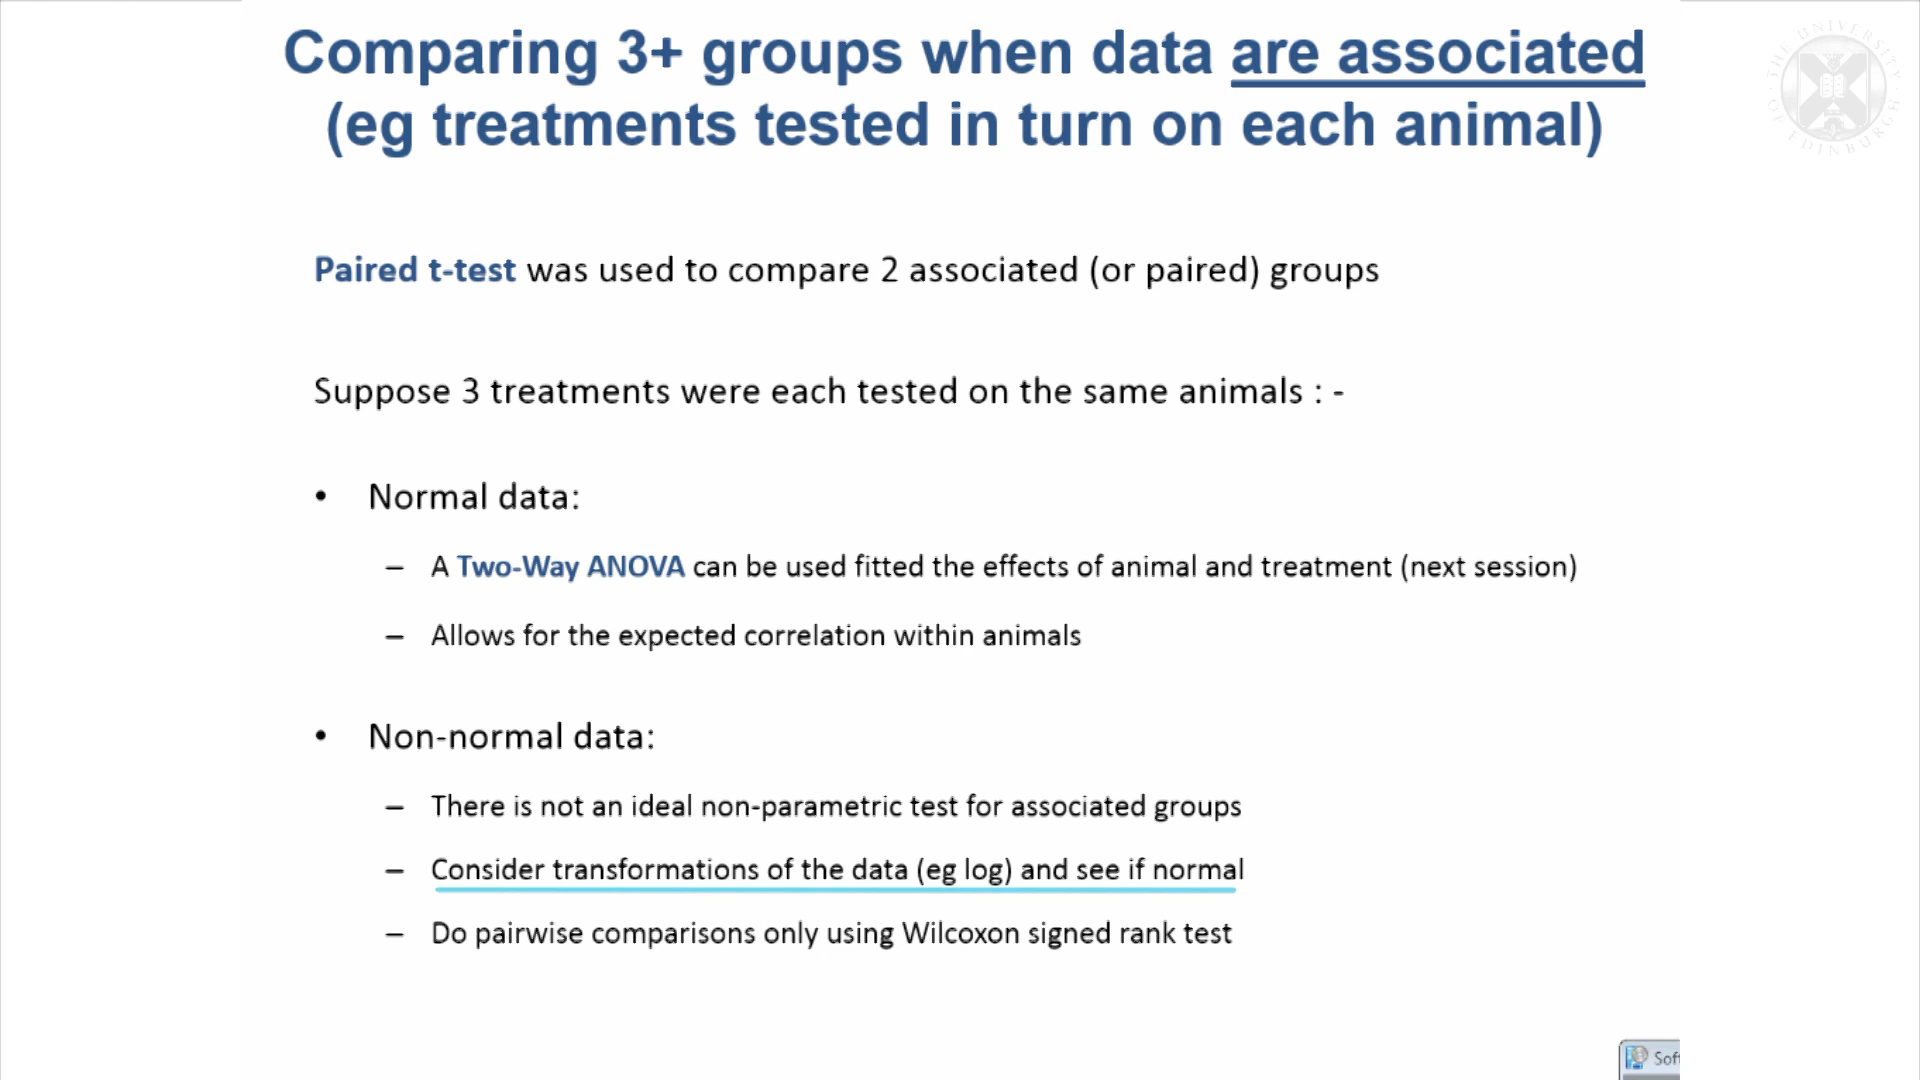 Comparing 3+ groups when data are associated
(eg treatments tested in turn on each animal)
THE UNIVERSITY OF EDINBURGH
Paired t-test was used to compare 2 associated (or paired) groups
Suppose 3 treatments were each tested on the same animals : -
• Normal data:
– A Two-Way ANOVA can be used fitted the effects of animal and treatment (next session)
– Allows for the expected correlation within animals
• Non-normal data:
– There is not an ideal non-parametric test for associated groups
– Consider transformations of the data (eg log) and see if normal
– Do pairwise comparisons only using Wilcoxon signed rank test